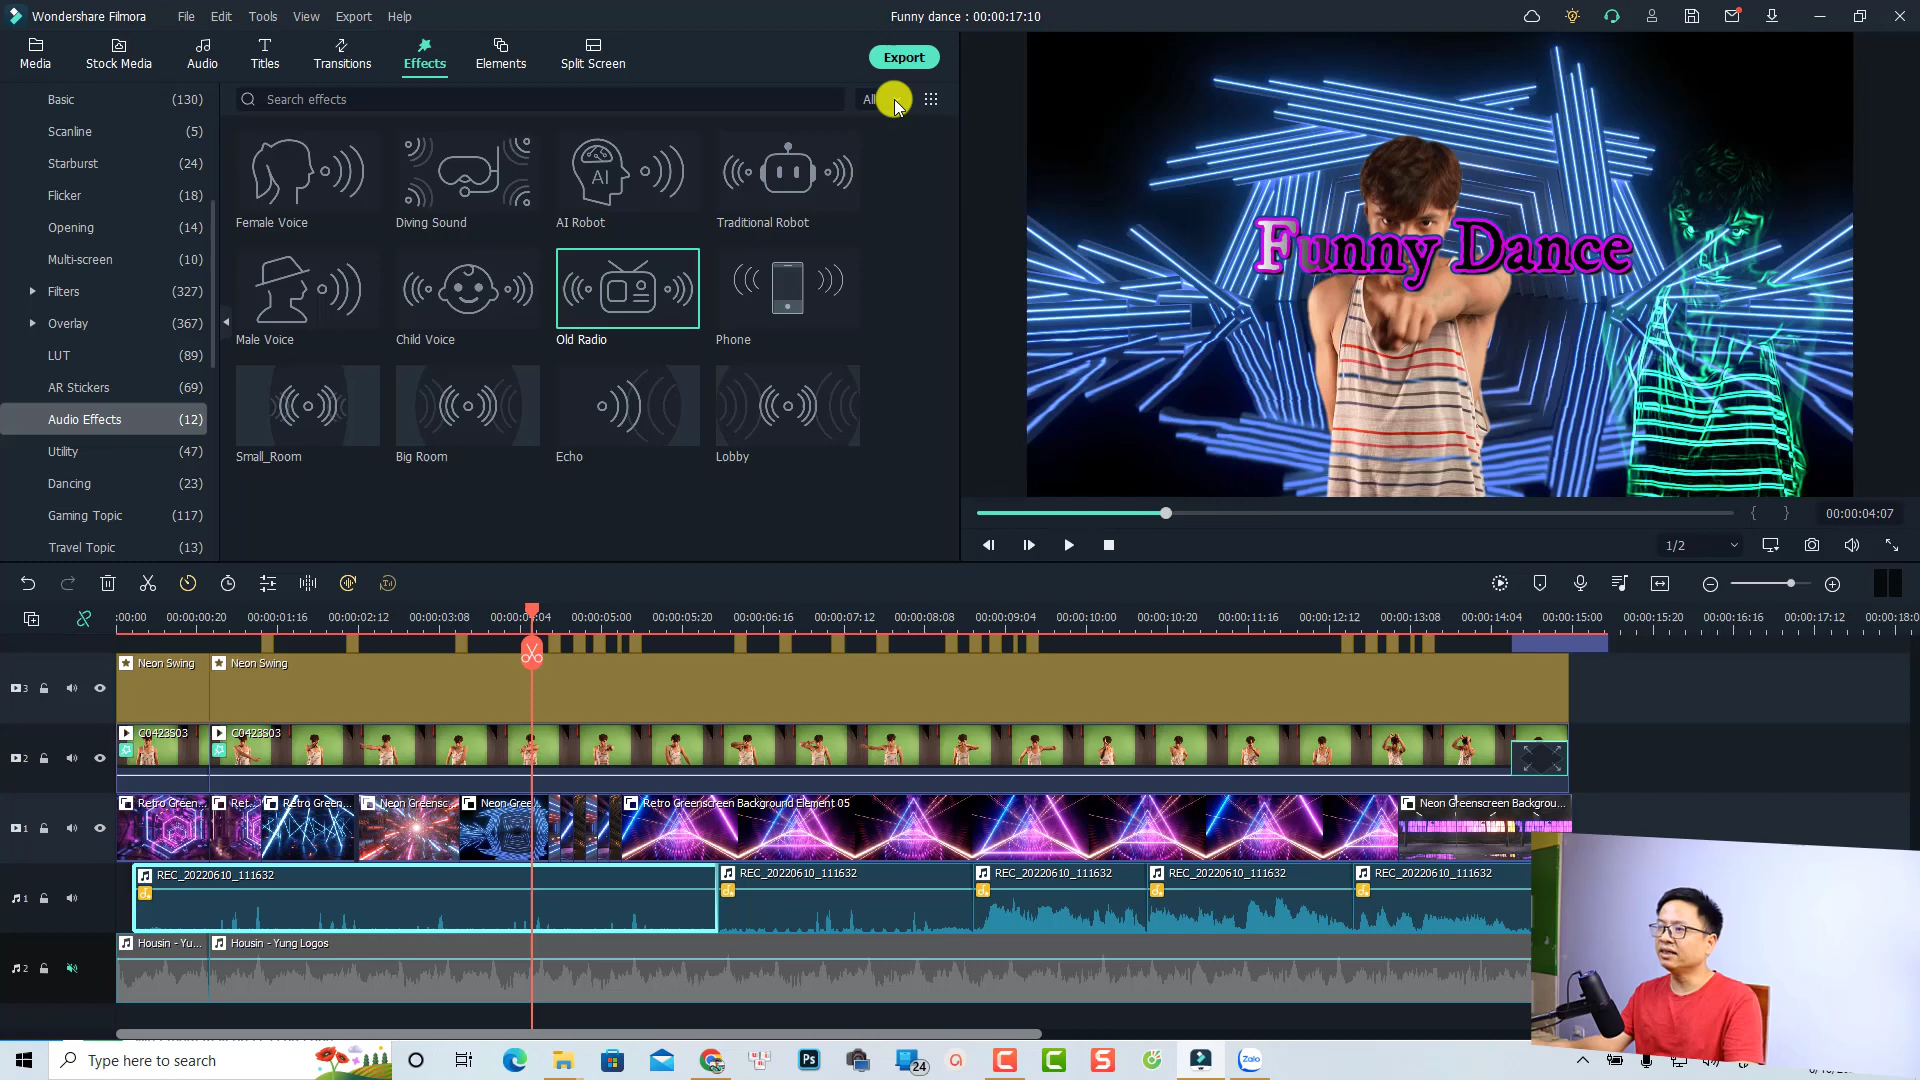 Wondershare Filmora File Edit Tools View Export Help Funny dance : 00:00:17:10
Media Stock Media Audio Titles Transitions Effects Elements Split Screen Export
Search effects All
Basic (130)
Scanline (5)
Starburst (24)
Flicker (18)
Opening (14)
Multi-screen (10)
Filters (327)
Overlay (367)
LUT (89)
AR Stickers (69)
Audio Effects (12)
Utility (47)
Dancing (23)
Gaming Topic (117)
Travel Topic (13)
AI
Female Voice Diving Sound AI Robot Traditional Robot
Male Voice Child Voice Old Radio Phone
Small_Room Big Room Echo Lobby
Funny Dance
{ } 00:00:04:07
1/2
:00:00 00:00:00:20 00:00:01:16 00:00:02:12 00:00:03:08 00:00:04:04 00:00:05:00 00:00:05:20 00:00:06:16 00:00:07:12 00:00:08:08 00:00:09:04 00:00:10:00 00:00:10:20 00:00:11:16 00:00:12:12 00:00:13:08 00:00:14:04 00:00:15:00 00:00:15:20 00:00:16:16 00:00:17:12 00:00:18:0
3 Neon Swing Neon Swing
2 C0423S03 C0423S03
1 Retro Green... Ret... Retro Green... Neon Greensc... Neon Gree... Retro Greenscreen Background Element 05 Neon Greenscreen Backgrou...
1 REC_20220610_111632 REC_20220610_111632 REC_20220610_111632 REC_20220610_111632 REC_20220610_111632
2 Housin - Yu... Housin - Yung Logos
Type here to search Ps 24 C C S Zalo